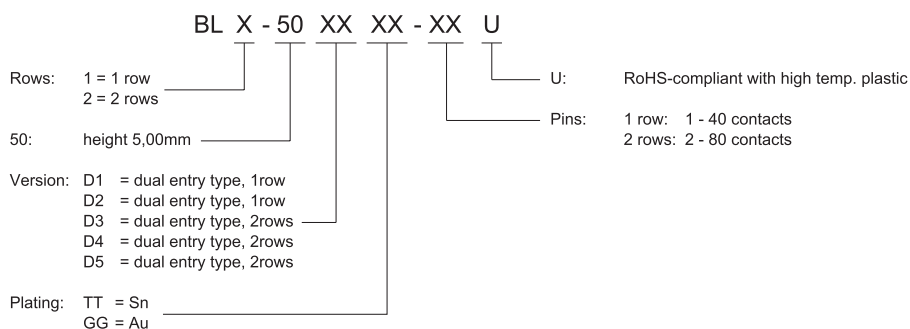 BL X - 50 XX XX - XX U
Rows: 1 = 1 row
2 = 2 rows
50: height 5,00mm
Version: D1 = dual entry type, 1row
D2 = dual entry type, 1row
D3 = dual entry type, 2rows
D4 = dual entry type, 2rows
D5 = dual entry type, 2rows
Plating: TT = Sn
GG = Au
U: RoHS-compliant with high temp. plastic
Pins: 1 row: 1 - 40 contacts
2 rows: 2 - 80 contacts